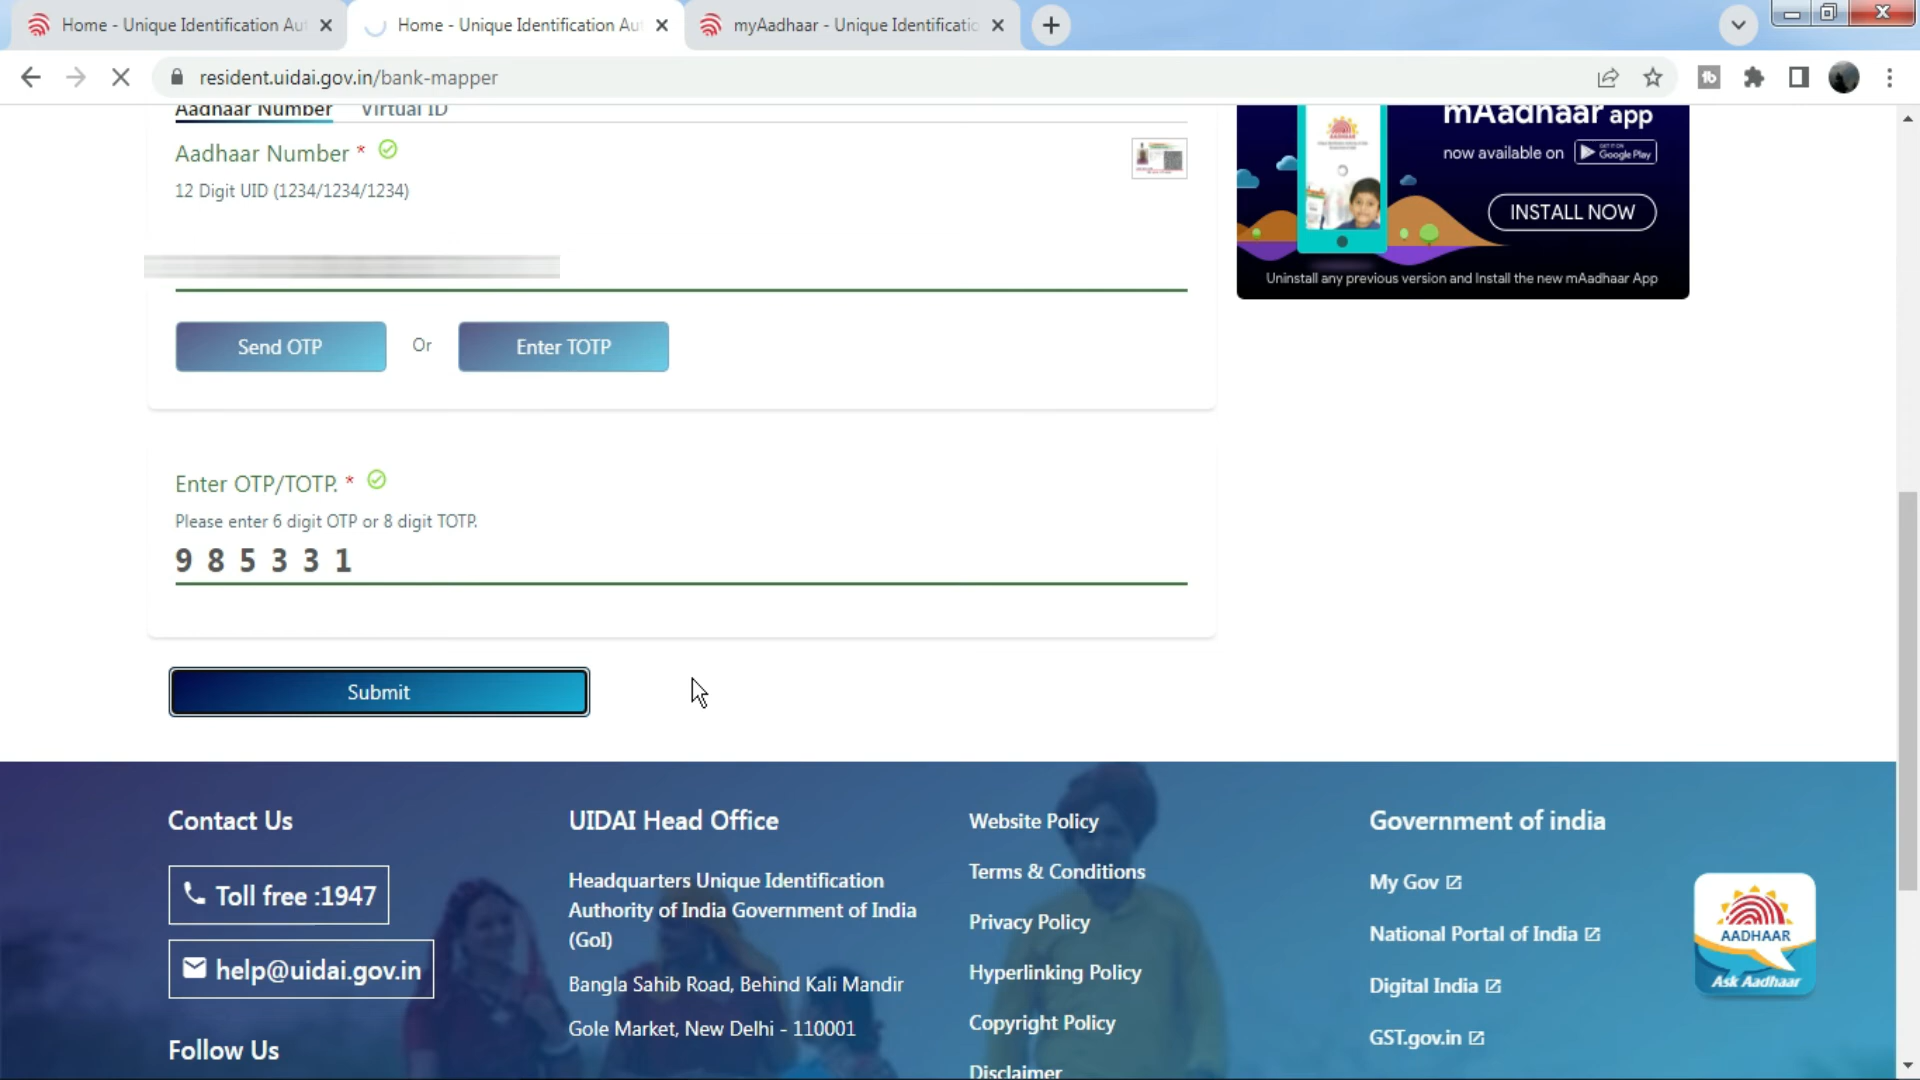 Home - Unique Identification Au
Home - Unique Identification Au
myAadhaar - Unique Identificatio
resident.uidai.gov.in/bank-mapper
Aadhaar Number
Virtual ID
mAadhaar app
now available on
GET IT ON
Google Play
INSTALL NOW
Uninstall any previous version and Install the new mAadhaar App
Aadhaar Number *
12 Digit UID (1234/1234/1234)
Send OTP
Or
Enter TOTP
Enter OTP/TOTP. *
Please enter 6 digit OTP or 8 digit TOTP.
985331
Submit
Contact Us
Toll free :1947
help@uidai.gov.in
Follow Us
UIDAI Head Office
Headquarters Unique Identification
Authority of India Government of India
(GoI)
Bangla Sahib Road, Behind Kali Mandir
Gole Market, New Delhi - 110001
Website Policy
Terms & Conditions
Privacy Policy
Hyperlinking Policy
Copyright Policy
Disclaimer
Government of india
My Gov
National Portal of India
Digital India
GST.gov.in
AADHAAR
Ask Aadhaar